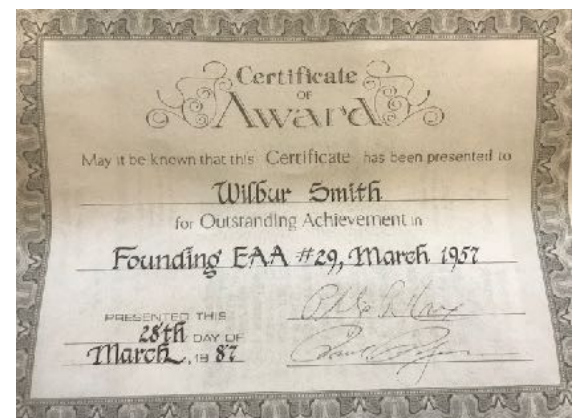 Certificate
OF
Award
May it be known that this Certificate has been presented to
Wilbur Smith
for Outstanding Achievement in
Founding EAA #29, March 1957
PRESENTED THIS
28th DAY OF
March, 19 87